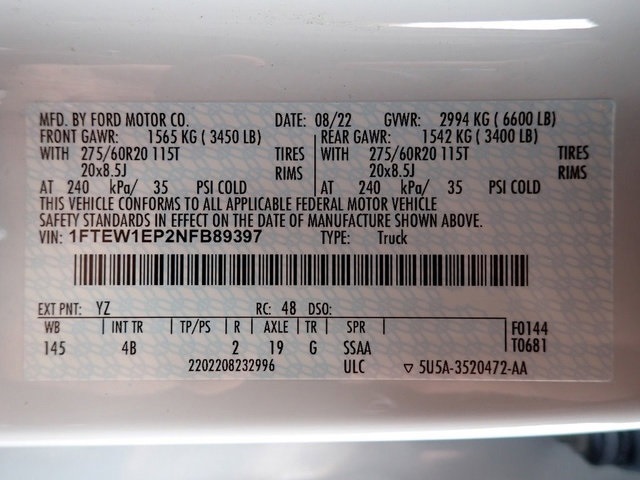 MFD. BY FORD MOTOR CO. DATE: 08/22 GVWR: 2994 KG ( 6600 LB)
FRONT GAWR: 1565 KG ( 3450 LB) REAR GAWR: 1542 KG ( 3400 LB)
WITH 275/60R20 115T TIRES WITH 275/60R20 115T TIRES
20x8.5J RIMS 20x8.5J RIMS
AT 240 kPa/ 35 PSI COLD AT 240 kPa/ 35 PSI COLD
THIS VEHICLE CONFORMS TO ALL APPLICABLE FEDERAL MOTOR VEHICLE
SAFETY STANDARDS IN EFFECT ON THE DATE OF MANUFACTURE SHOWN ABOVE.
VIN: 1FTEW1EP2NFB89397 TYPE: Truck
EXT PNT: YZ RC: 48 DSO:
WB INT TR TP/PS R AXLE TR SPR F0144
145 4B 2 19 G SSAA T0681
2202208232996 ULC ▽ 5U5A-3520472-AA